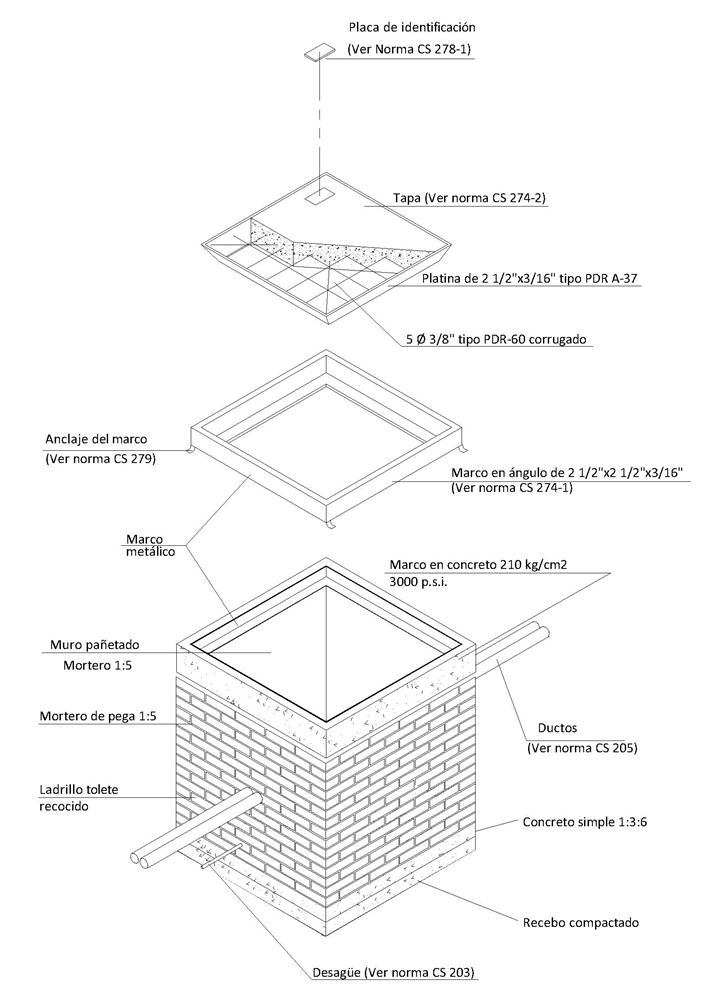 Placa de identificación
(Ver Norma CS 278-1)
Tapa (Ver norma CS 274-2)
Platina de 2 1/2"x3/16" tipo PDR A-37
5 Ø 3/8" tipo PDR-60 corrugado
Anclaje del marco
(Ver norma CS 279)
Marco en ángulo de 2 1/2"x2 1/2"x3/16"
(Ver norma CS 274-1)
Marco
metálico
Marco en concreto 210 kg/cm2
3000 p.s.i.
Muro pañetado
Mortero 1:5
Mortero de pega 1:5
Ductos
(Ver norma CS 205)
Ladrillo tolete
recocido
Concreto simple 1:3:6
Recebo compactado
Desagüe (Ver norma CS 203)